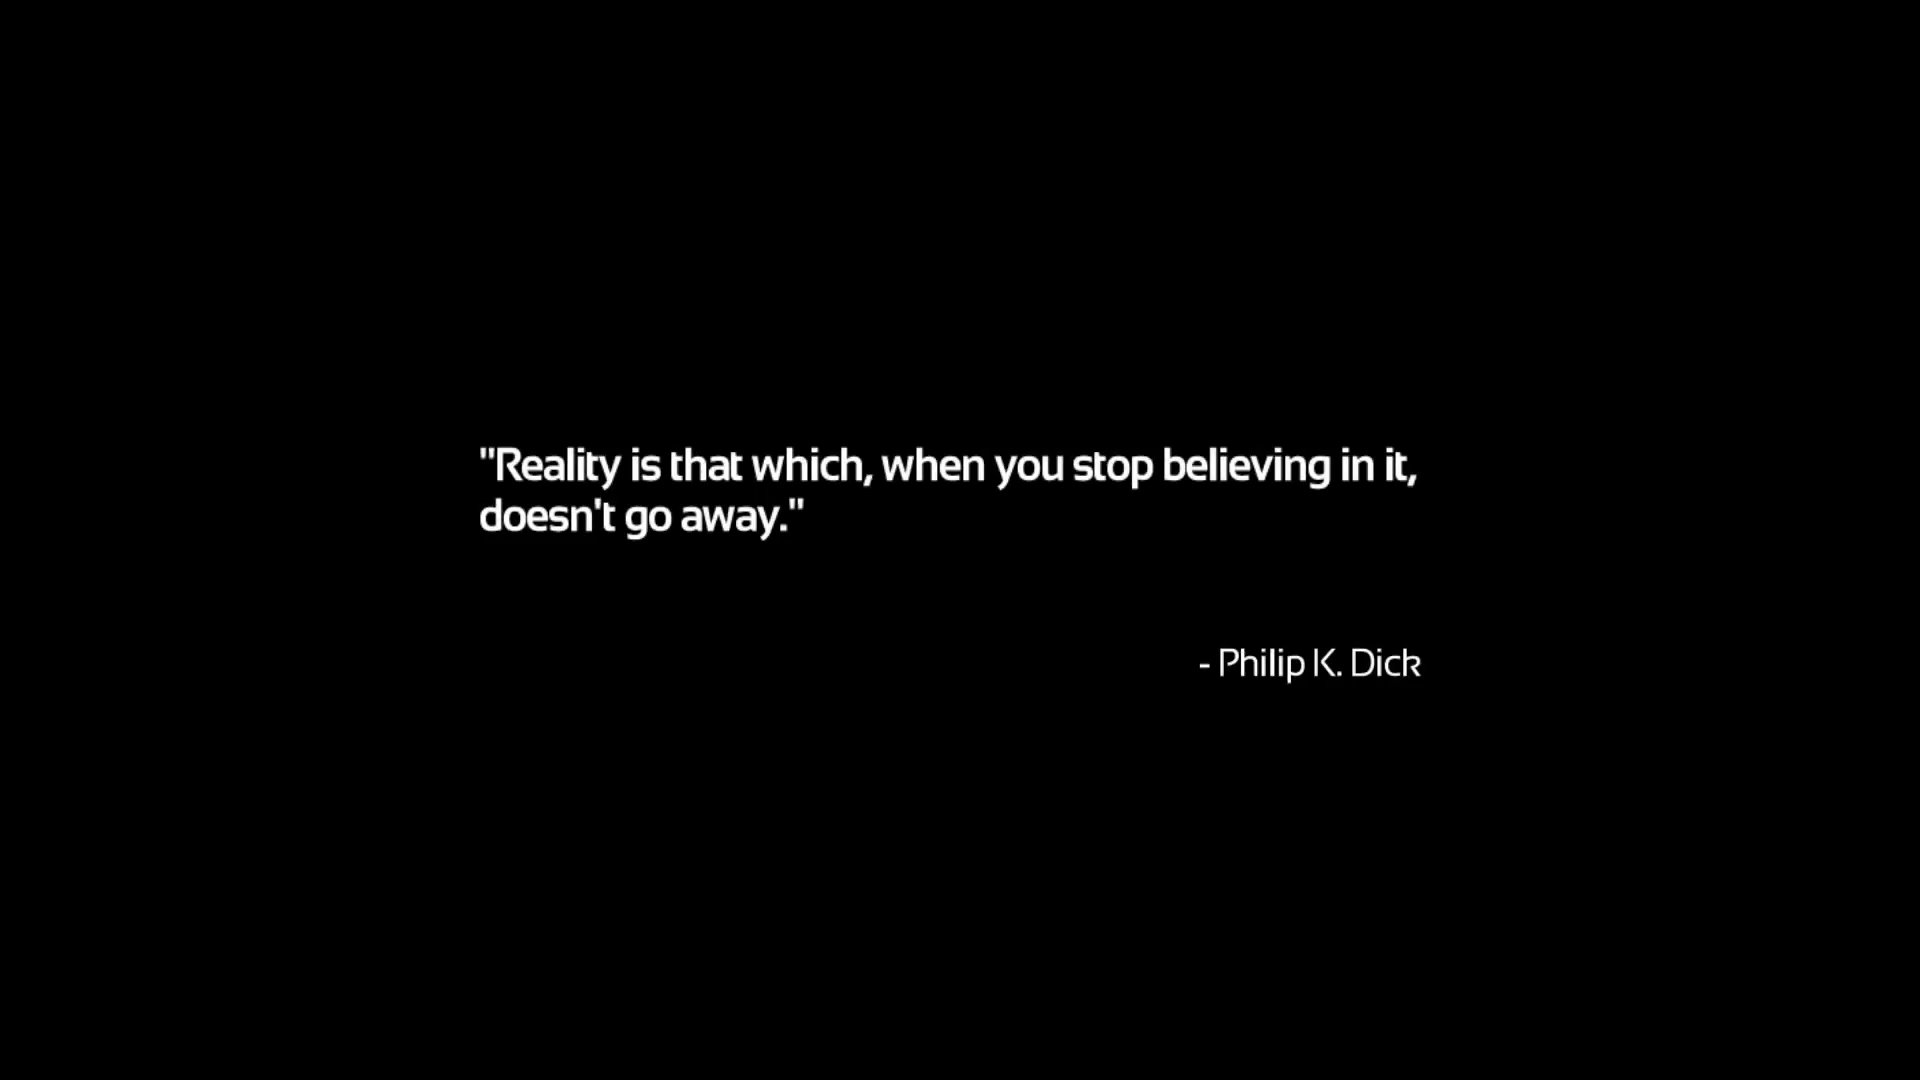 "Reality is that which, when you stop believing in it,
doesn't go away."
- Philip K. Dick